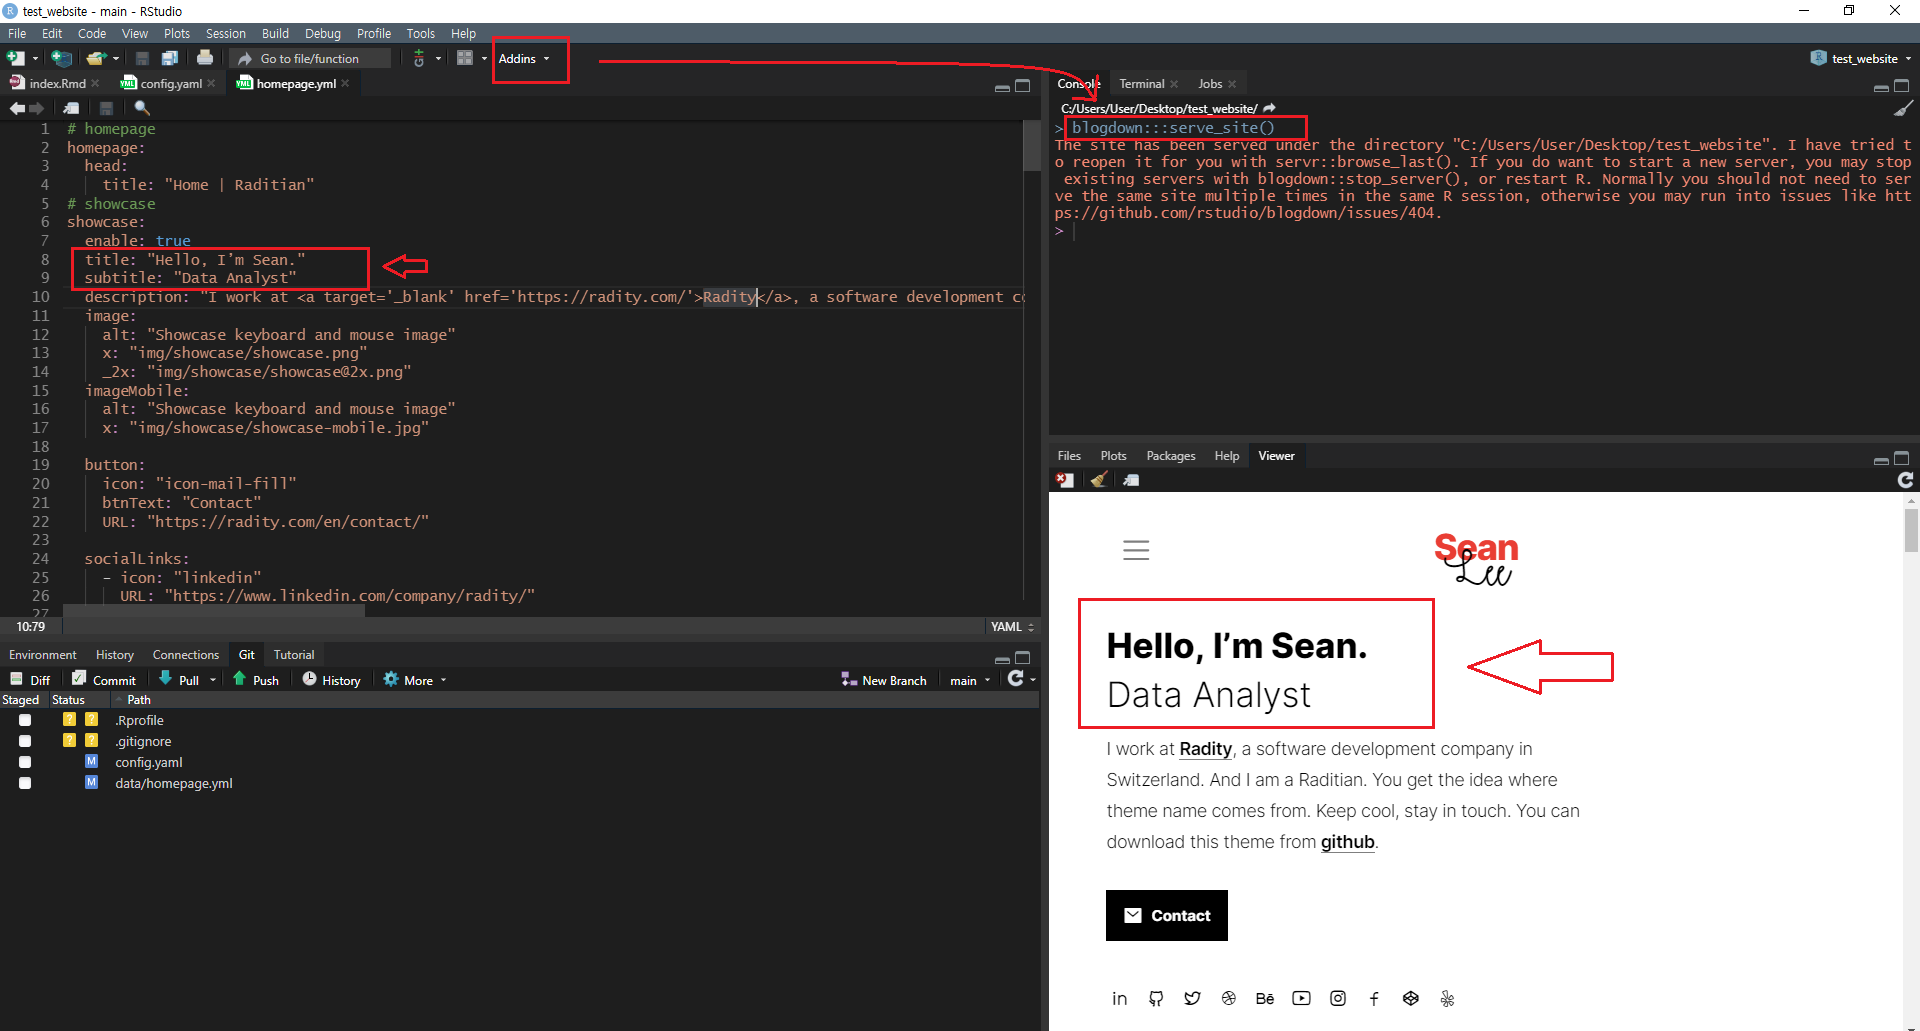 test_website - main - RStudio
File Edit Code View Plots Session Build Debug Profile Tools Help
Go to file/function Addins test_website
index.Rmd config.yaml homepage.yml
1 # homepage
2 homepage:
3 head:
4 title: "Home | Raditian"
5 # showcase
6 showcase:
7 enable: true
8 title: "Hello, I’m Sean."
9 subtitle: "Data Analyst"
10 description: "I work at <a target='_blank' href='https://radity.com/'>Radity</a>, a software development co
11 image:
12 alt: "Showcase keyboard and mouse image"
13 x: "img/showcase/showcase.png"
14 _2x: "img/showcase/showcase@2x.png"
15 imageMobile:
16 alt: "Showcase keyboard and mouse image"
17 x: "img/showcase/showcase-mobile.jpg"
18
19 button:
20 icon: "icon-mail-fill"
21 btnText: "Contact"
22 URL: "https://radity.com/en/contact/"
23
24 socialLinks:
25 - icon: "linkedin"
26 URL: "https://www.linkedin.com/company/radity/"
27
10:79 YAML
Environment History Connections Git Tutorial
Diff Commit Pull Push History More New Branch main
Staged Status Path
? ? .Rprofile
? ? .gitignore
M config.yaml
M data/homepage.yml
Console Terminal Jobs
C:/Users/User/Desktop/test_website/
> blogdown:::serve_site()
The site has been served under the directory "C:/Users/User/Desktop/test_website". I have tried t
o reopen it for you with servr::browse_last(). If you do want to start a new server, you may stop
existing servers with blogdown::stop_server(), or restart R. Normally you should not need to ser
ve the same site multiple times in the same R session, otherwise you may run into issues like htt
ps://github.com/rstudio/blogdown/issues/404.
>
Files Plots Packages Help Viewer
Sean
Lee
Hello, I’m Sean.
Data Analyst
I work at Radity, a software development company in
Switzerland. And I am a Raditian. You get the idea where
theme name comes from. Keep cool, stay in touch. You can
download this theme from github.
Contact
in Bē f